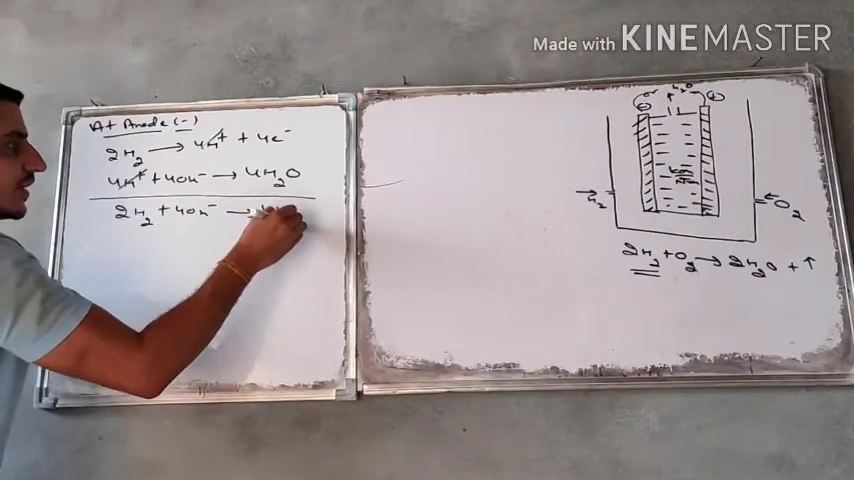 Made with KINEMASTER
At Anode (-)
2H₂ → 4H⁺ + 4e⁻
4H⁺ + 4OH⁻ → 4H₂O
2H₂ + 4OH⁻ →
H₂
O₂
2H₂ + O₂ → 2H₂O + ↑